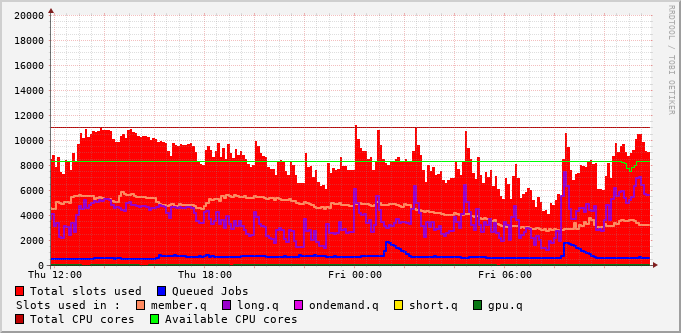 20000
18000
16000
14000
12000
10000
8000
6000
4000
2000
0
Thu 12:00 Thu 18:00 Fri 00:00 Fri 06:00
Total slots used Queued Jobs
Slots used in : member.q long.q ondemand.q short.q gpu.q
Total CPU cores Available CPU cores
RRDTOOL / TOBI OETIKER